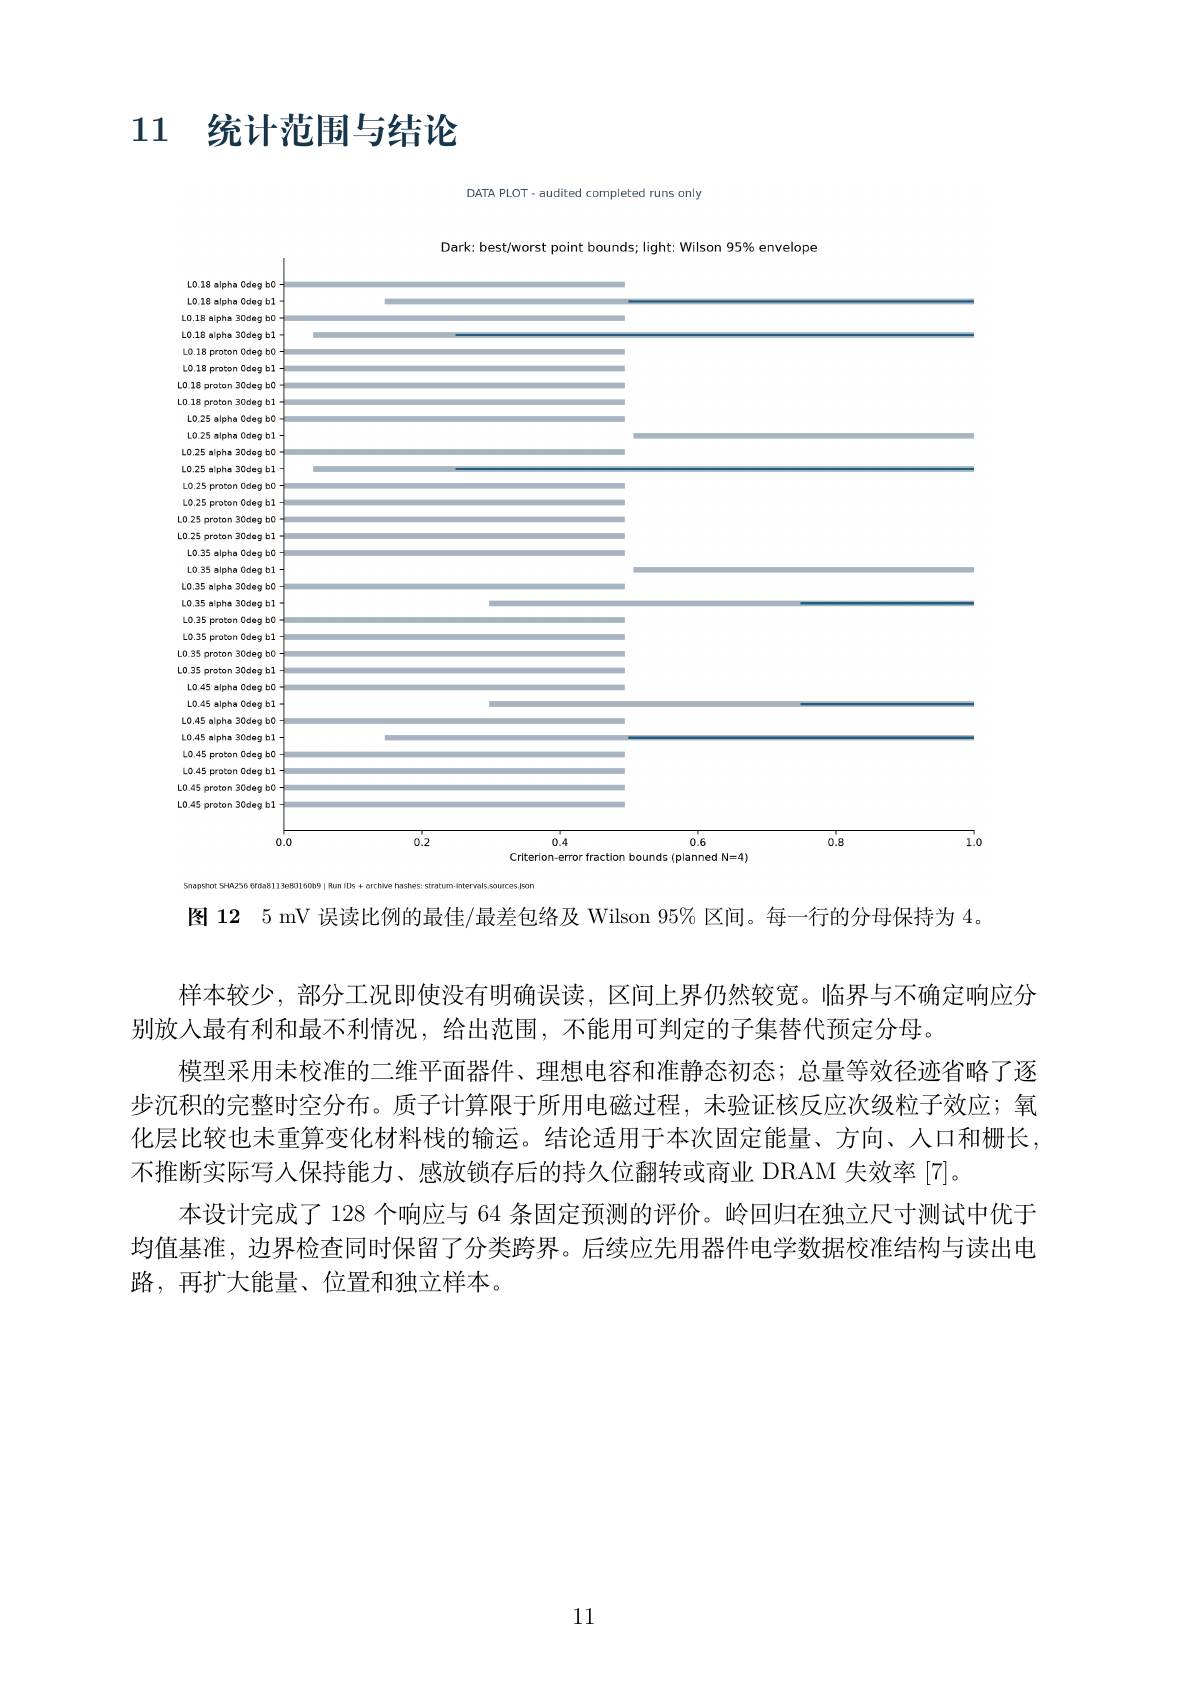 11 统计范围与结论
DATA PLOT - audited completed runs only
Dark: best/worst point bounds; light: Wilson 95% envelope
L0.18 alpha 0deg b0
L0.18 alpha 0deg b1
L0.18 alpha 30deg b0
L0.18 alpha 30deg b1
L0.18 proton 0deg b0
L0.18 proton 0deg b1
L0.18 proton 30deg b0
L0.18 proton 30deg b1
L0.25 alpha 0deg b0
L0.25 alpha 0deg b1
L0.25 alpha 30deg b0
L0.25 alpha 30deg b1
L0.25 proton 0deg b0
L0.25 proton 0deg b1
L0.25 proton 30deg b0
L0.25 proton 30deg b1
L0.35 alpha 0deg b0
L0.35 alpha 0deg b1
L0.35 alpha 30deg b0
L0.35 alpha 30deg b1
L0.35 proton 0deg b0
L0.35 proton 0deg b1
L0.35 proton 30deg b0
L0.35 proton 30deg b1
L0.45 alpha 0deg b0
L0.45 alpha 0deg b1
L0.45 alpha 30deg b0
L0.45 alpha 30deg b1
L0.45 proton 0deg b0
L0.45 proton 0deg b1
L0.45 proton 30deg b0
L0.45 proton 30deg b1
0.0 0.2 0.4 0.6 0.8 1.0
Criterion-error fraction bounds (planned N=4)
Snapshot SHA256 6fda8113e80160b9 | Run IDs + archive hashes: stratum-intervals.sources.json
图 12 5 mV 误读比例的最佳/最差包络及 Wilson 95% 区间。每一行的分母保持为 4。
样本较少，部分工况即使没有明确误读，区间上界仍然较宽。临界与不确定响应分
别放入最有利和最不利情况，给出范围，不能用可判定的子集替代预定分母。
模型采用未校准的二维平面器件、理想电容和准静态初态；总量等效径迹省略了逐
步沉积的完整时空分布。质子计算限于所用电磁过程，未验证核反应次级粒子效应；氧
化层比较也未重算变化材料栈的输运。结论适用于本次固定能量、方向、入口和栅长，
不推断实际写入保持能力、感放锁存后的持久位翻转或商业 DRAM 失效率 [7]。
本设计完成了 128 个响应与 64 条固定预测的评价。岭回归在独立尺寸测试中优于
均值基准，边界检查同时保留了分类跨界。后续应先用器件电学数据校准结构与读出电
路，再扩大能量、位置和独立样本。
11